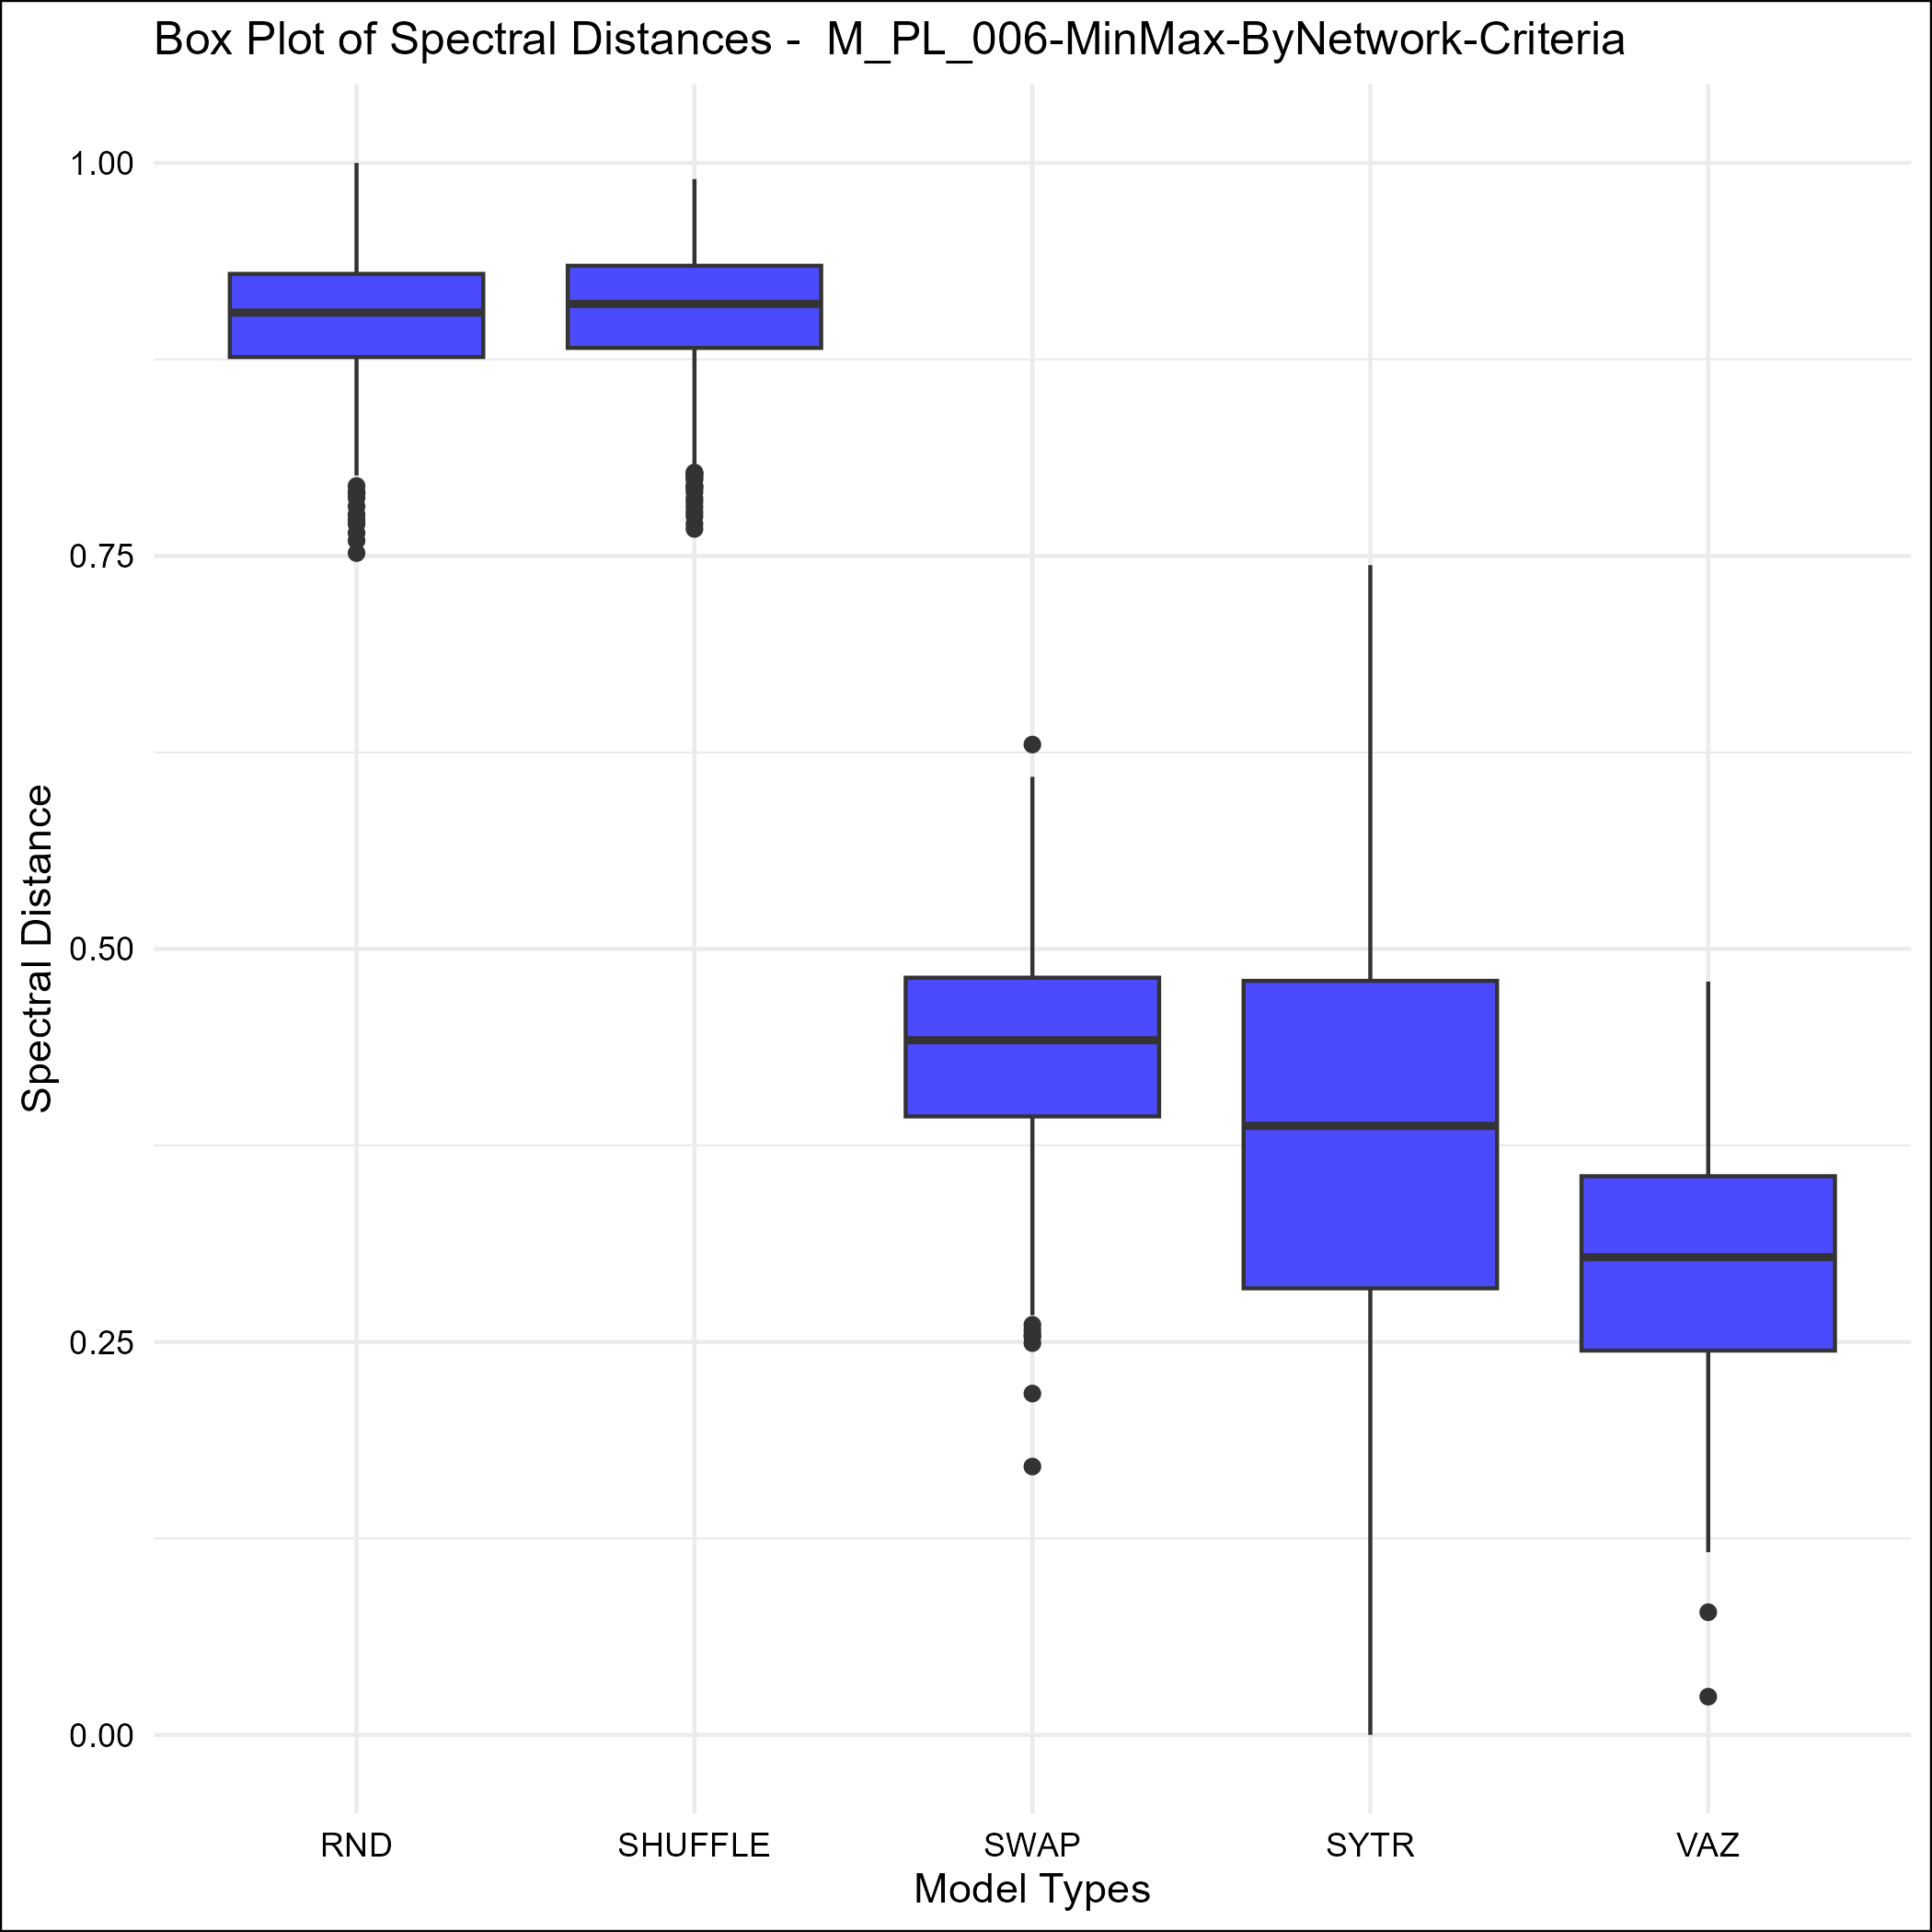 Box Plot of Spectral Distances -  M_PL_006-MinMax-ByNetwork-Criteria
Spectral Distance
1.00
0.75
0.50
0.25
0.00
RND SHUFFLE SWAP SYTR VAZ
Model Types